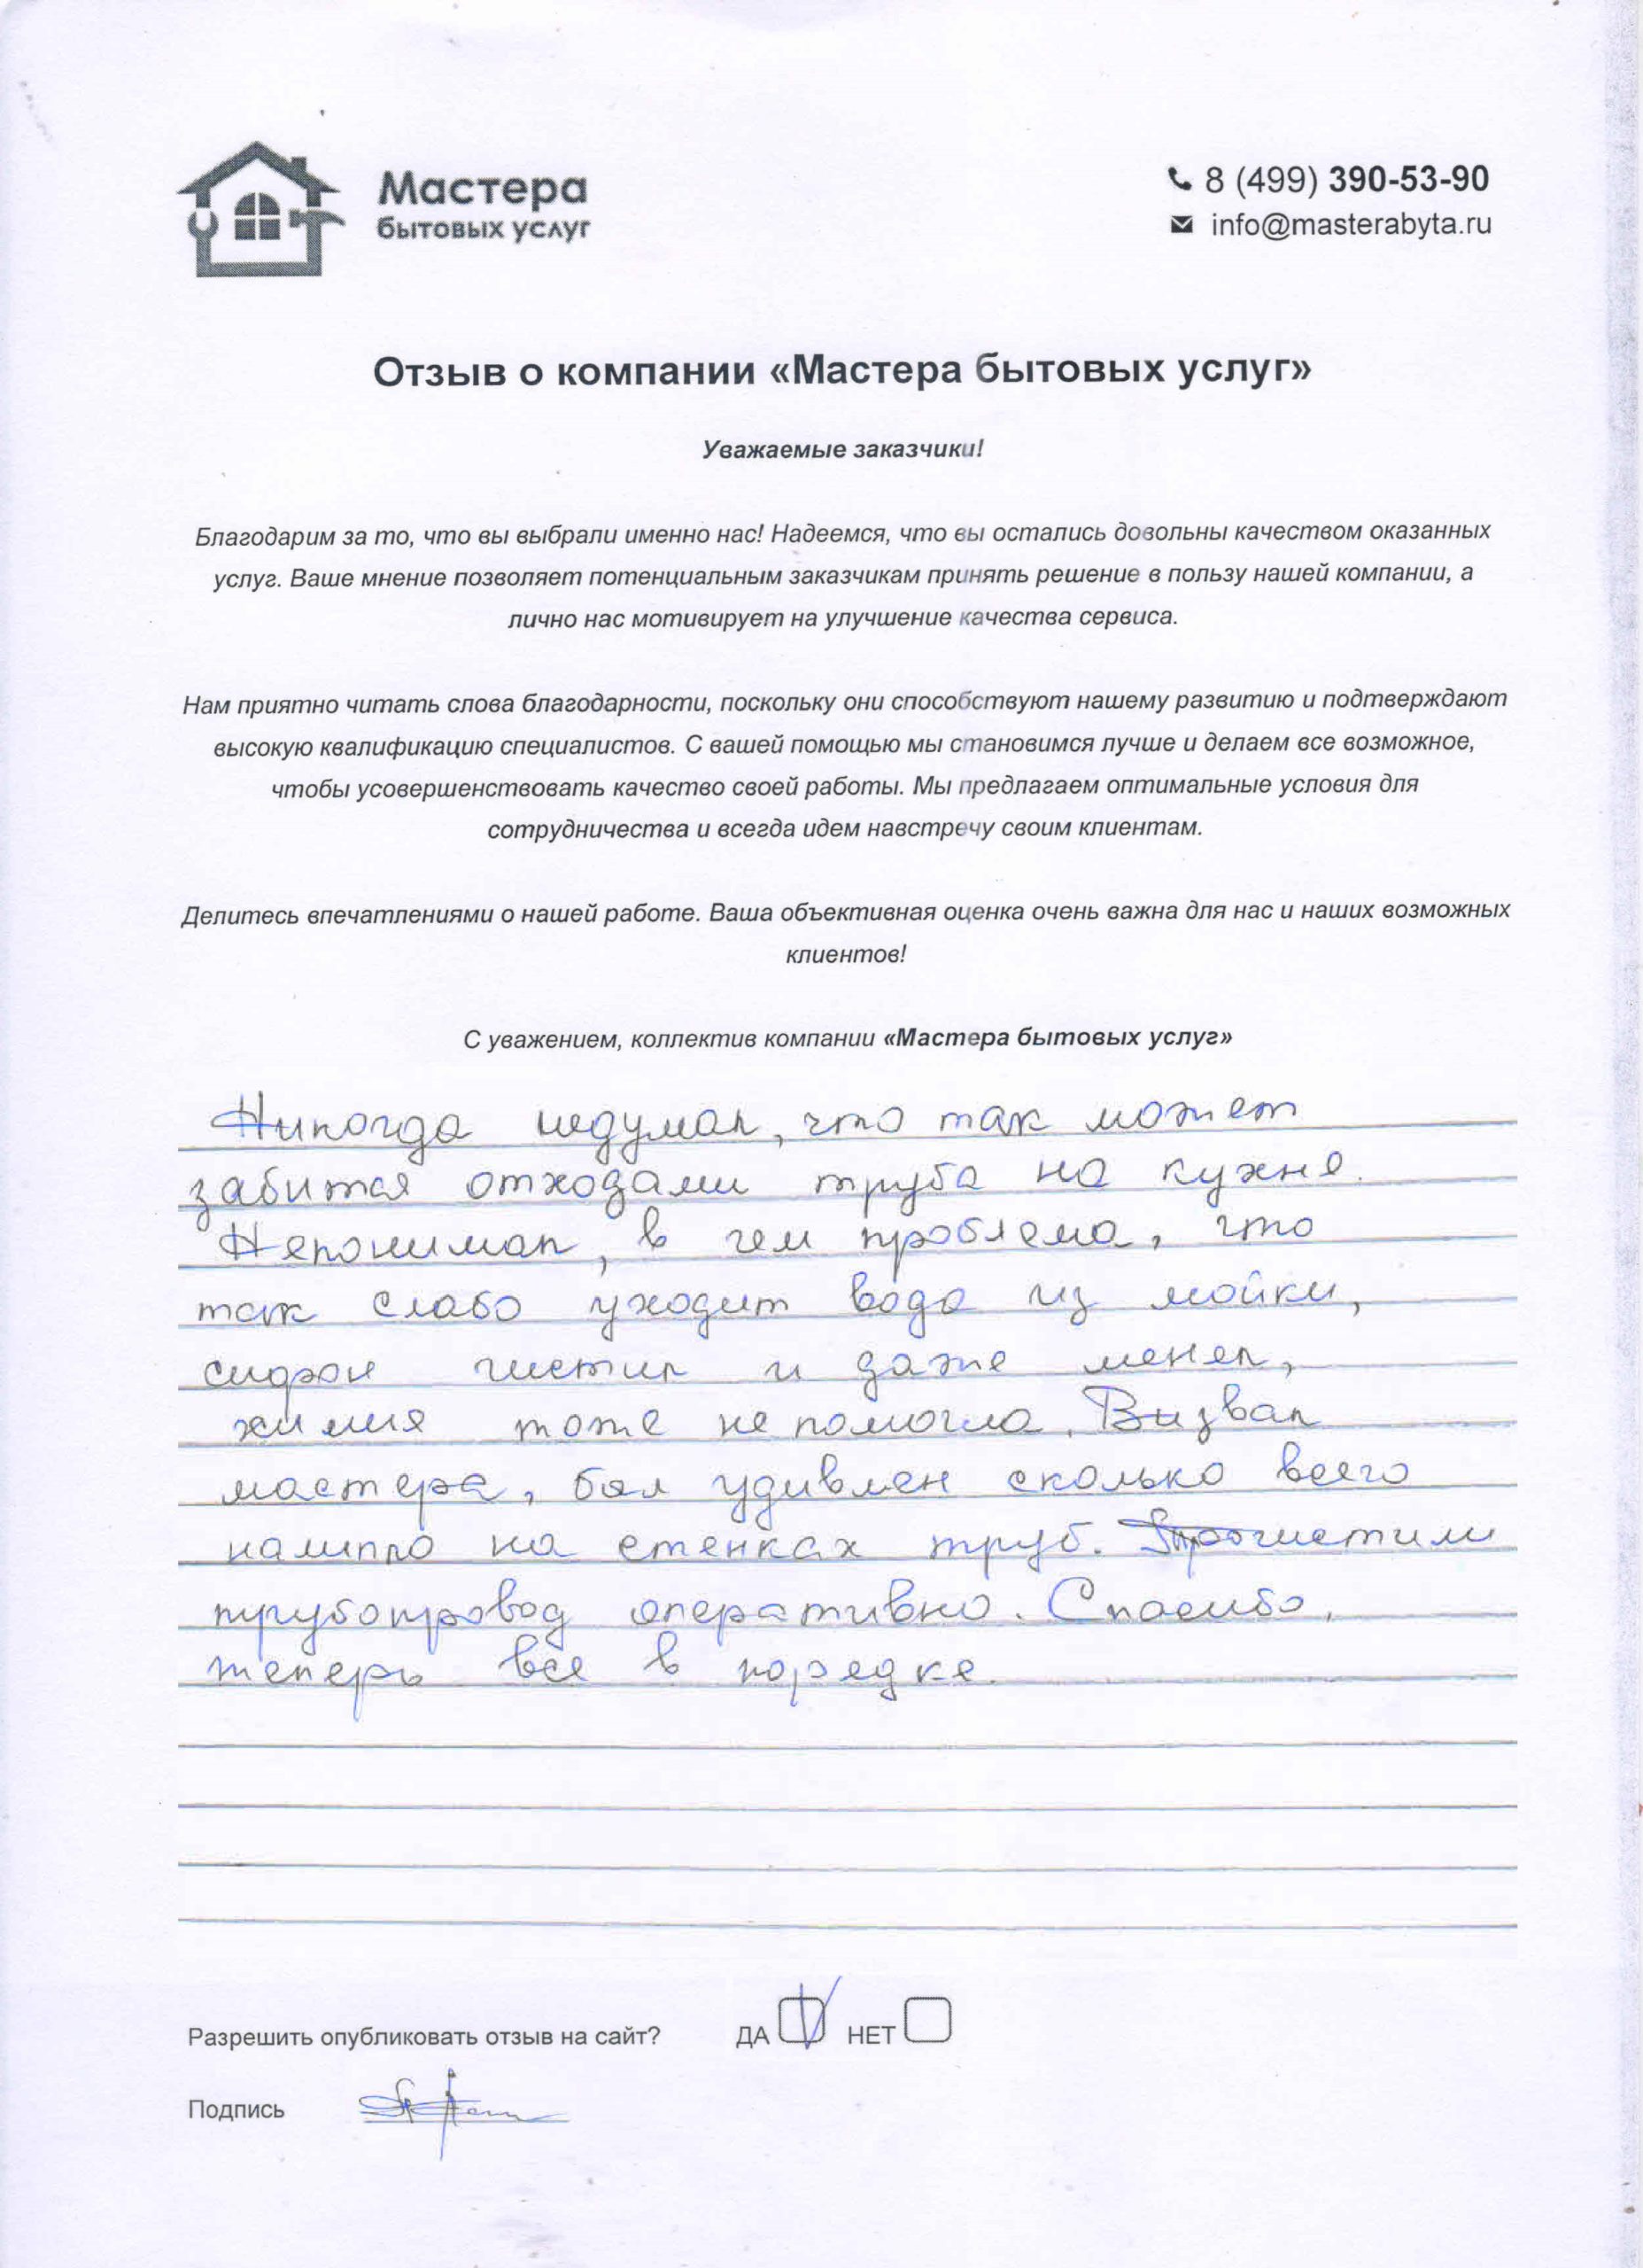 Мастера
бытовых услуг
8 (499) 390-53-90
info@masterabyta.ru
Отзыв о компании «Мастера бытовых услуг»
Уважаемые заказчики!
Благодарим за то, что вы выбрали именно нас! Надеемся, что вы остались довольны качеством оказанных
услуг. Ваше мнение позволяет потенциальным заказчикам принять решение в пользу нашей компании, а
лично нас мотивирует на улучшение качества сервиса.
Нам приятно читать слова благодарности, поскольку они способствуют нашему развитию и подтверждают
высокую квалификацию специалистов. С вашей помощью мы становимся лучше и делаем все возможное,
чтобы усовершенствовать качество своей работы. Мы предлагаем оптимальные условия для
сотрудничества и всегда идем навстречу своим клиентам.
Делитесь впечатлениями о нашей работе. Ваша объективная оценка очень важна для нас и наших возможных
клиентов!
С уважением, коллектив компании «Мастера бытовых услуг»
Никогда недумал, что так может
забится отходами труба на кухне.
Непонимал, в чем проблема, что
так слабо уходит вода из мойки,
сифон чистил и даже менял,
химия тоже не помогла. Визвал
мастера, бал удивлен сколько всего
налипло на стенках труб. Прочистили
трубопровод оперативно. Спасибо,
теперь все в порядке.
Разрешить опубликовать отзыв на сайт? ДА НЕТ
Подпись